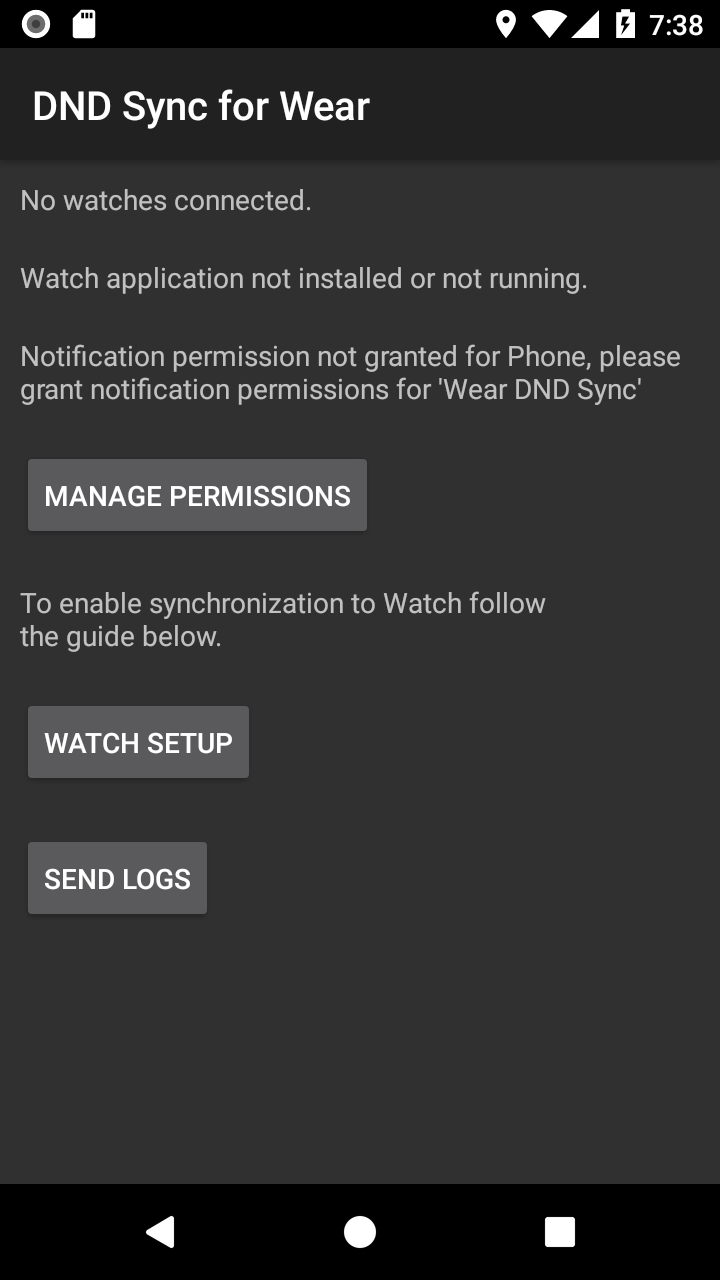 7:38
DND Sync for Wear
No watches connected.
Watch application not installed or not running.
Notification permission not granted for Phone, please
grant notification permissions for 'Wear DND Sync'
MANAGE PERMISSIONS
To enable synchronization to Watch follow
the guide below.
WATCH SETUP
SEND LOGS